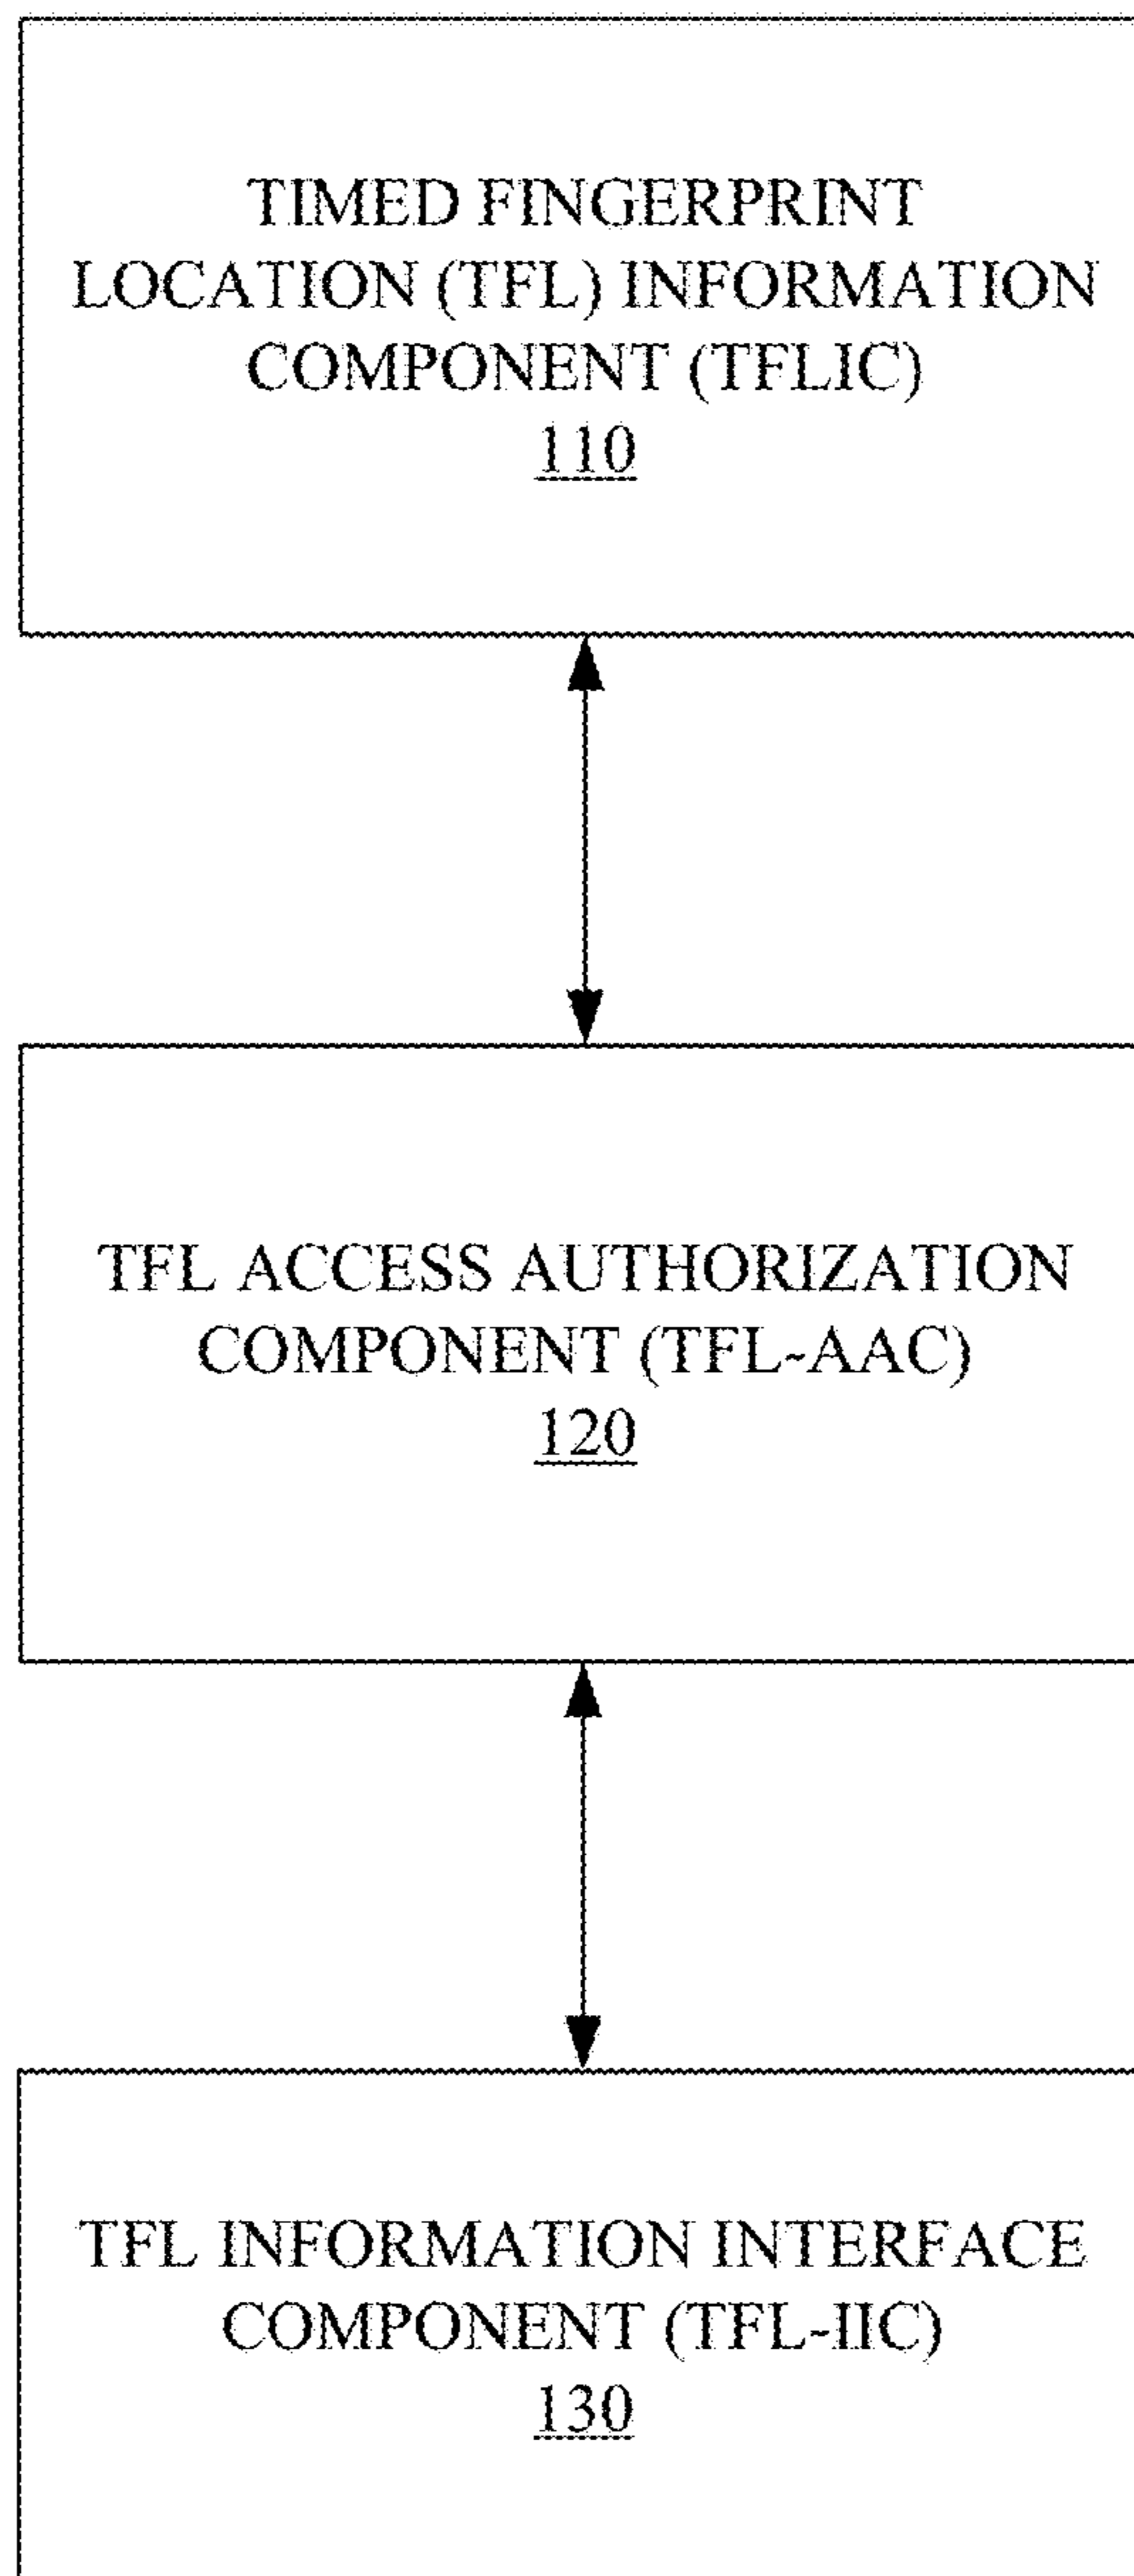 TIMED FINGERPRINT
LOCATION (TFL) INFORMATION
COMPONENT (TFLIC)
110
TFL ACCESS AUTHORIZATION
COMPONENT (TFL-AAC)
120
TFL INFORMATION INTERFACE
COMPONENT (TFL-IIC)
130